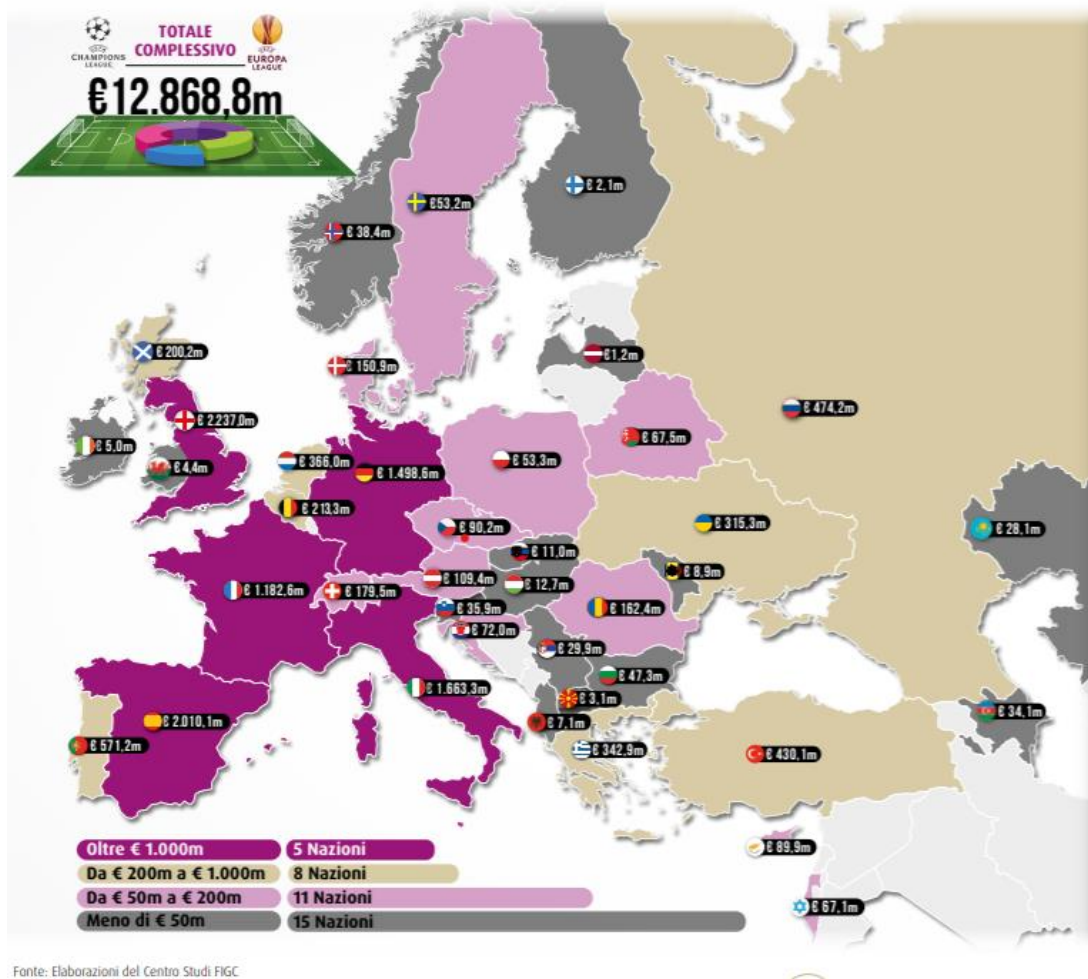 CHAMPIONS
LEAGUE
TOTALE
COMPLESSIVO
EUROPA
LEAGUE
€12.868,8m
€ 2,1m
€53,2m
€ 38,4m
€ 200,2m
€ 150,9m
€1,2m
€ 474,2m
€ 2.237,0m
€ 5,0m
€ 67,5m
€ 4,4m
€ 366,0m
€ 53,3m
€ 1.498,6m
€ 213,3m
€ 90,2m
€ 315,3m
€ 28,1m
€ 11,0m
€ 8,9m
€ 109,4m
€ 12,7m
€ 1.182,6m
€ 179,5m
€ 35,9m
€ 162,4m
€ 72,0m
€ 29,9m
€ 47,3m
€ 1.663,3m
€ 3,1m
€ 34,1m
€ 2.010,1m
€ 7,1m
€ 571,2m
€ 342,9m
€ 430,1m
€ 89,9m
€ 67,1m
Oltre € 1.000m 5 Nazioni
Da € 200m a € 1.000m 8 Nazioni
Da € 50m a € 200m 11 Nazioni
Meno di € 50m 15 Nazioni
Fonte: Elaborazioni del Centro Studi FIGC